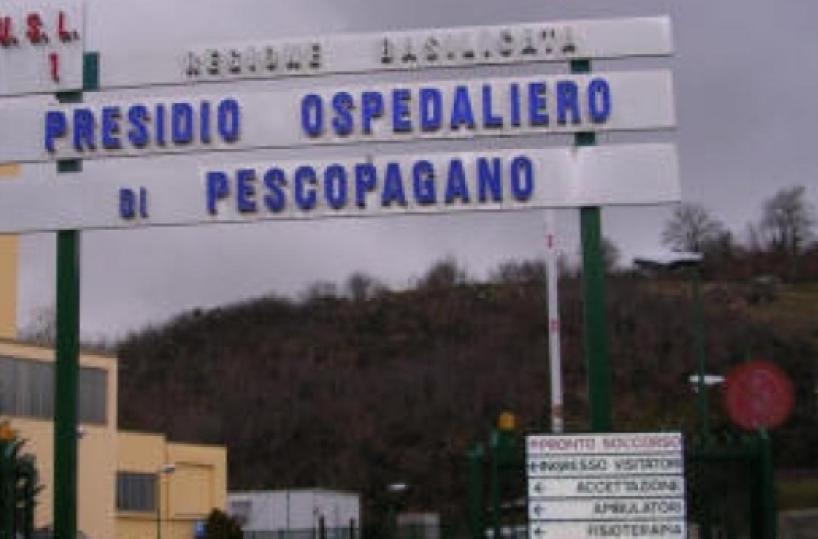 U.S.L.
1
REGIONE BASILICATA
PRESIDIO OSPEDALIERO
DI PESCOPAGANO
PRONTO SOCCORSO
INGRESSO VISITATORI
ACCETTAZIONE
AMBULATORI
FISIOTERAPIA